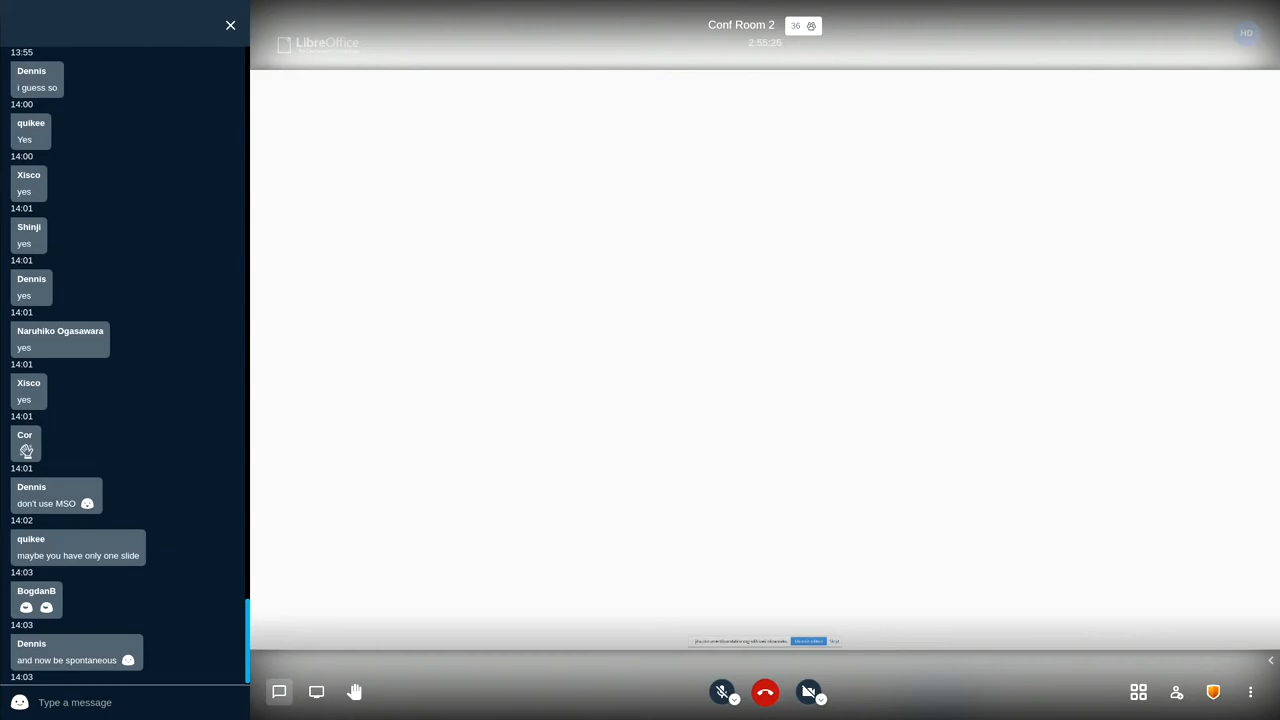 13:55
Dennis
i guess so
14:00
quikee
Yes
14:00
Xisco
yes
14:01
Shinji
yes
14:01
Dennis
yes
14:01
Naruhiko Ogasawara
yes
14:01
Xisco
yes
14:01
Cor
14:01
Dennis
don't use MSO
14:02
quikee
maybe you have only one slide
14:03
BogdanB
14:03
Dennis
and now be spontaneous
14:03
Type a message
Conf Room 2
36
2:55:25
LibreOffice
HD